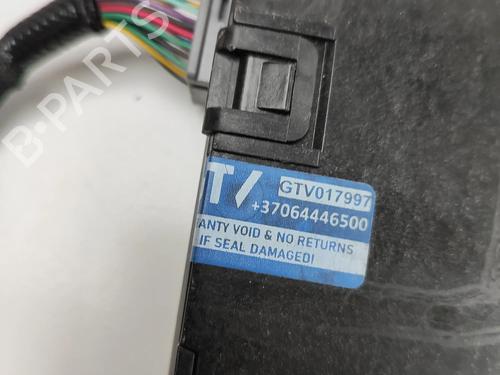 B-PARTS
T/
GTV017997
+37064446500
ANTY VOID & NO RETURNS
IF SEAL DAMAGED!